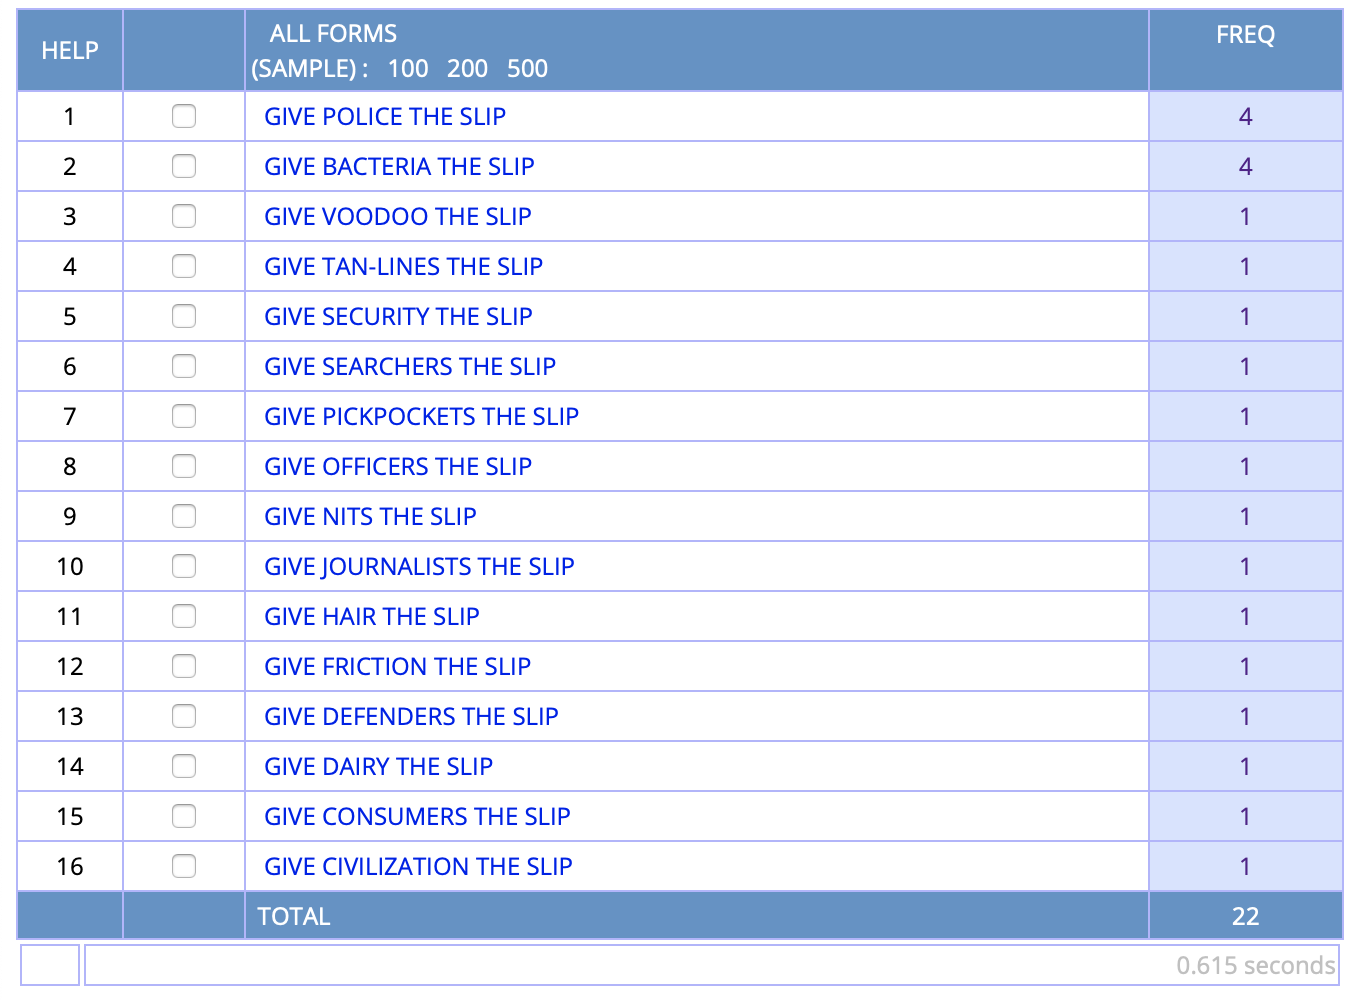 HELP ALL FORMS FREQ
(SAMPLE) : 100 200 500
1 GIVE POLICE THE SLIP 4
2 GIVE BACTERIA THE SLIP 4
3 GIVE VOODOO THE SLIP 1
4 GIVE TAN-LINES THE SLIP 1
5 GIVE SECURITY THE SLIP 1
6 GIVE SEARCHERS THE SLIP 1
7 GIVE PICKPOCKETS THE SLIP 1
8 GIVE OFFICERS THE SLIP 1
9 GIVE NITS THE SLIP 1
10 GIVE JOURNALISTS THE SLIP 1
11 GIVE HAIR THE SLIP 1
12 GIVE FRICTION THE SLIP 1
13 GIVE DEFENDERS THE SLIP 1
14 GIVE DAIRY THE SLIP 1
15 GIVE CONSUMERS THE SLIP 1
16 GIVE CIVILIZATION THE SLIP 1
TOTAL 22
0.615 seconds